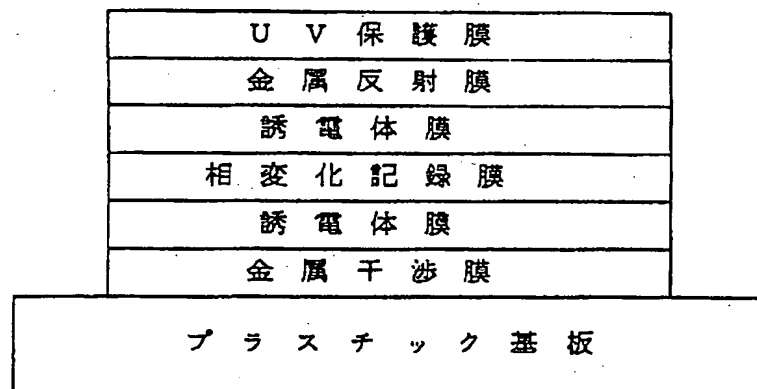 UV保護膜
金属反射膜
誘電体膜
相変化記録膜
誘電体膜
金属干渉膜
プラスチック基板